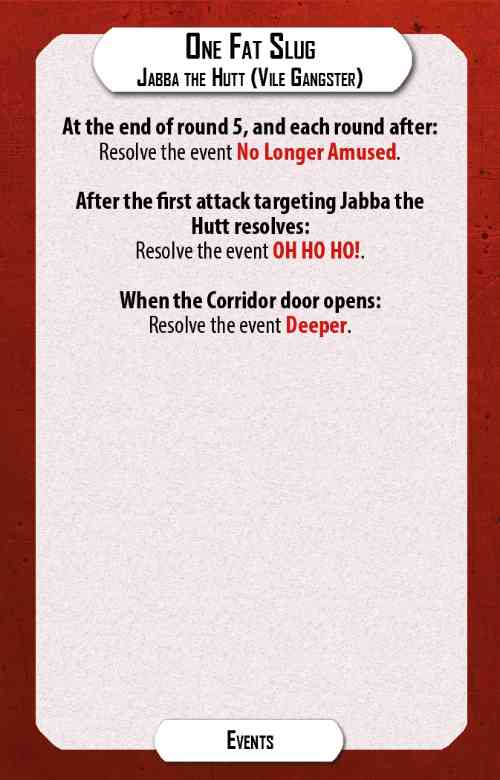 One Fat Slug
Jabba the Hutt (Vile Gangster)
At the end of round 5, and each round after:
Resolve the event No Longer Amused.
After the first attack targeting Jabba the
Hutt resolves:
Resolve the event OH HO HO!.
When the Corridor door opens:
Resolve the event Deeper.
Events